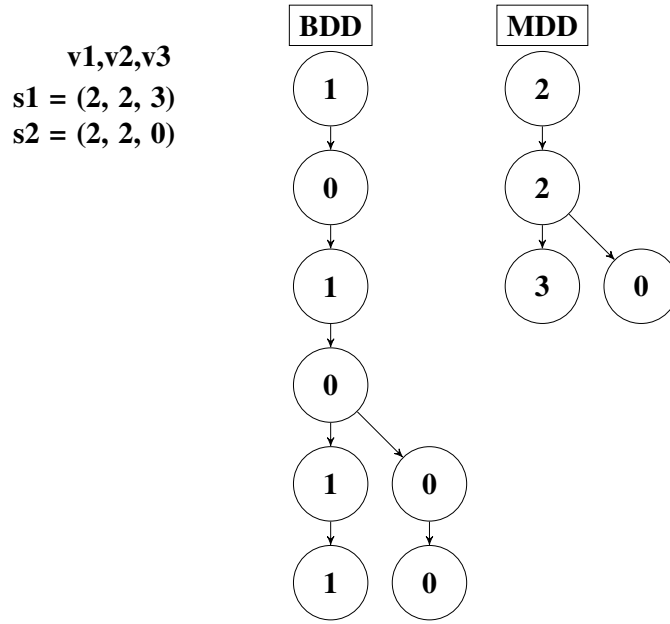 BDD MDD
v1,v2,v3
s1 = (2, 2, 3)
s2 = (2, 2, 0)
1 2
0 2
1 3 0
0
1 0
1 0